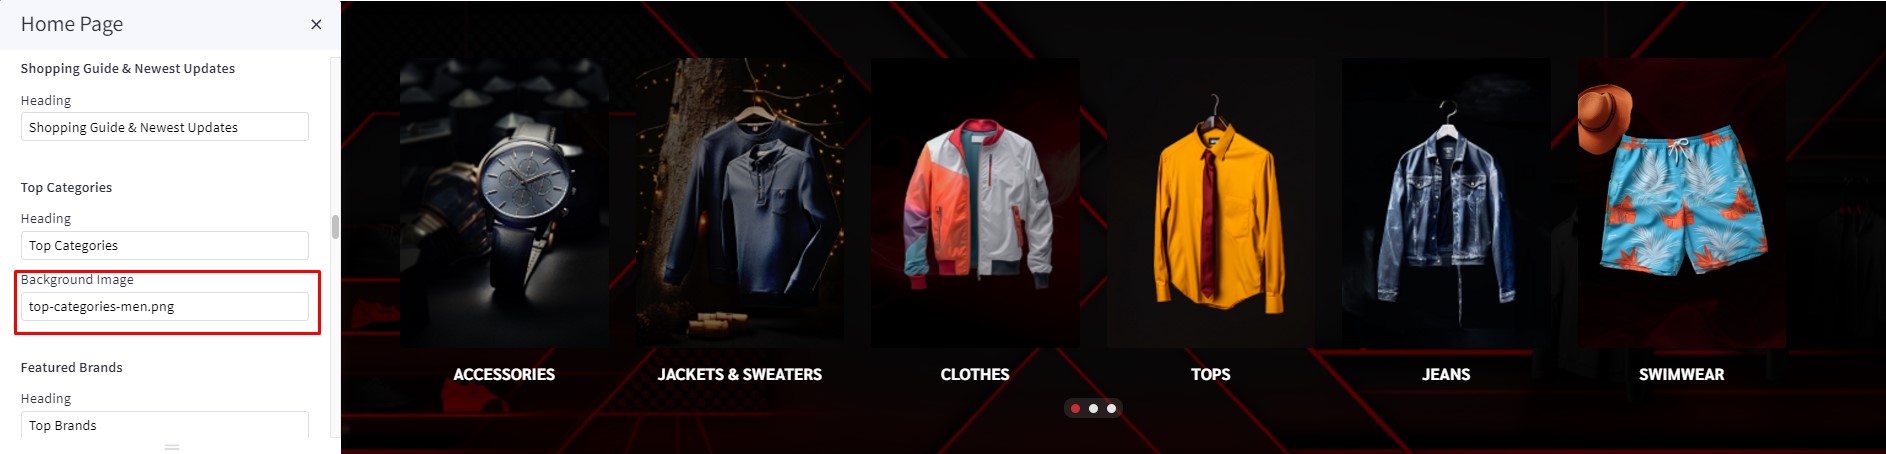 Home Page
Shopping Guide & Newest Updates
Heading
Shopping Guide & Newest Updates
Top Categories
Heading
Top Categories
Background Image
top-categories-men.png
Featured Brands
Heading
Top Brands
ACCESSORIES
JACKETS & SWEATERS
CLOTHES
TOPS
JEANS
SWIMWEAR